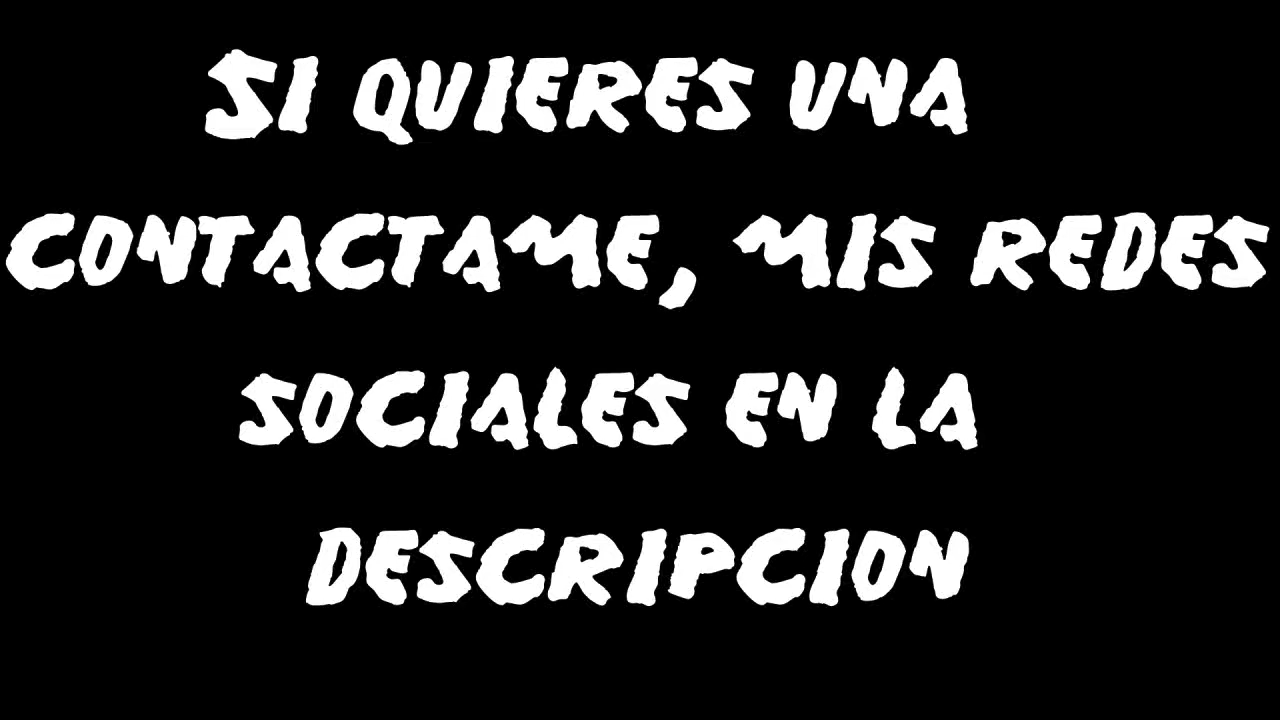 SI QUIERES UNA
CONTACTAME, MIS REDES
SOCIALES EN LA
DESCRIPCION